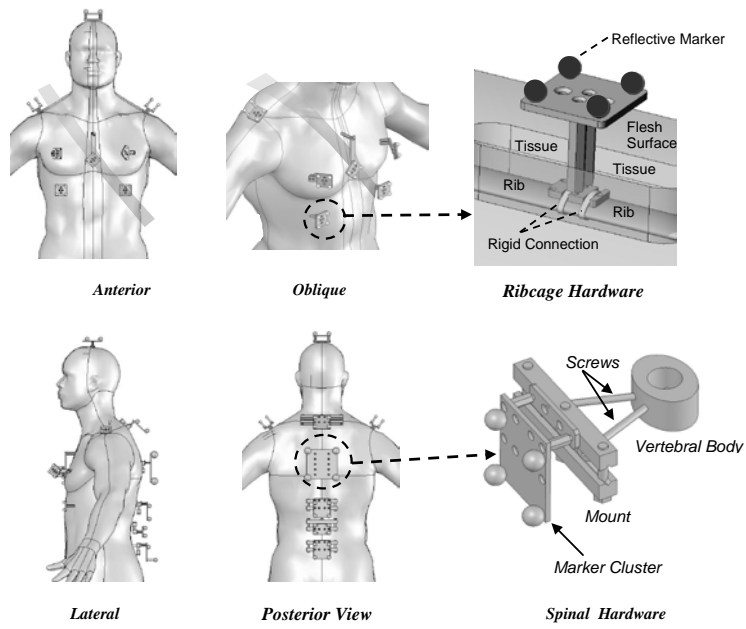 Reflective Marker
Flesh
Surface
Tissue
Tissue
Rib
Rib
Rigid Connection
Anterior
Oblique
Ribcage Hardware
Screws
Vertebral Body
Mount
Marker Cluster
Lateral
Posterior View
Spinal Hardware